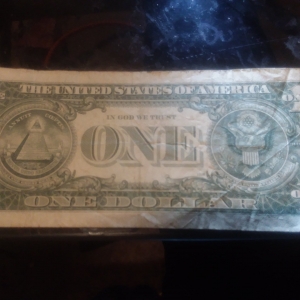 THE UNITED STATES OF AMERICA
IN GOD WE TRUST
ONE
ONE DOLLAR